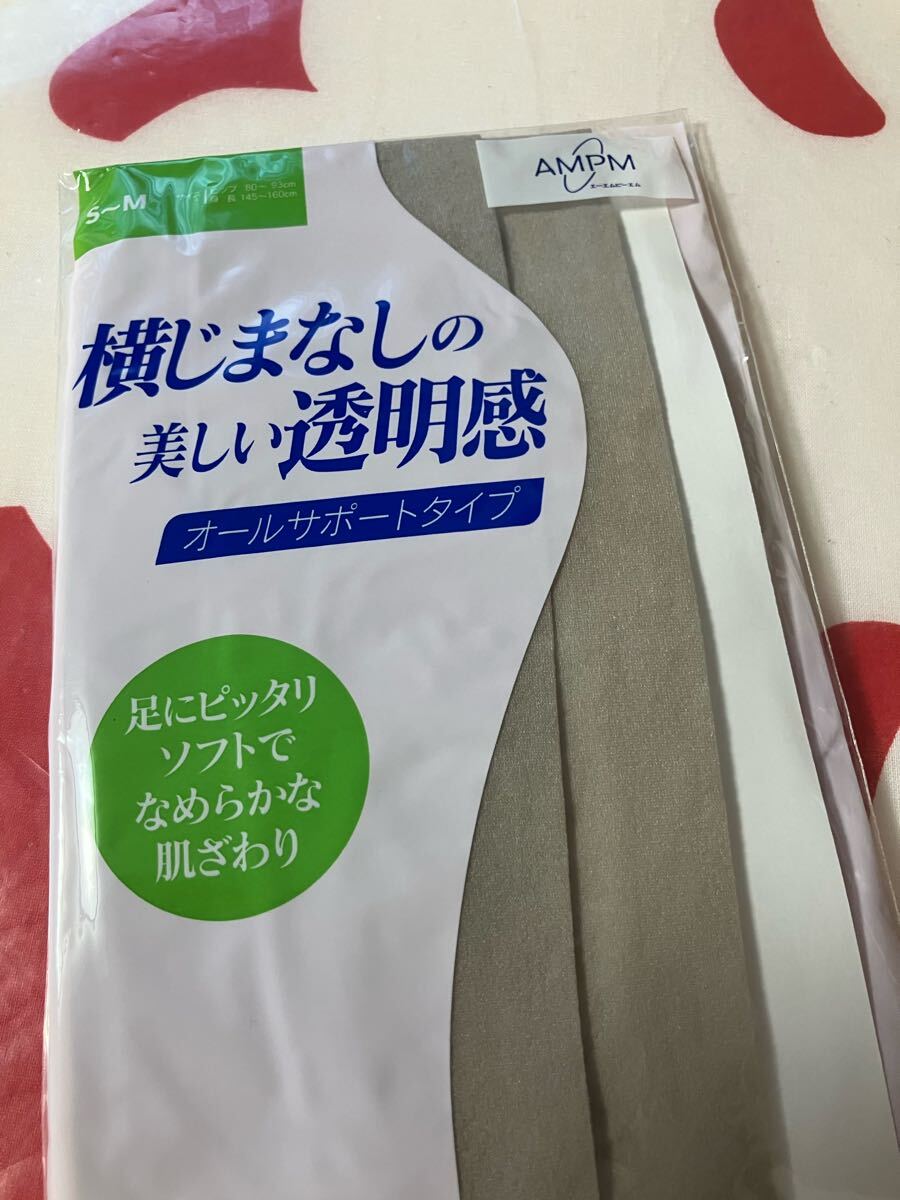 S〜M
サイズ
ヒップ 80〜93cm
身長 145〜160cm
AMPM
エーエムピーエム
横じまなしの
美しい透明感
オールサポートタイプ
足にピッタリ
ソフトで
なめらかな
肌ざわり